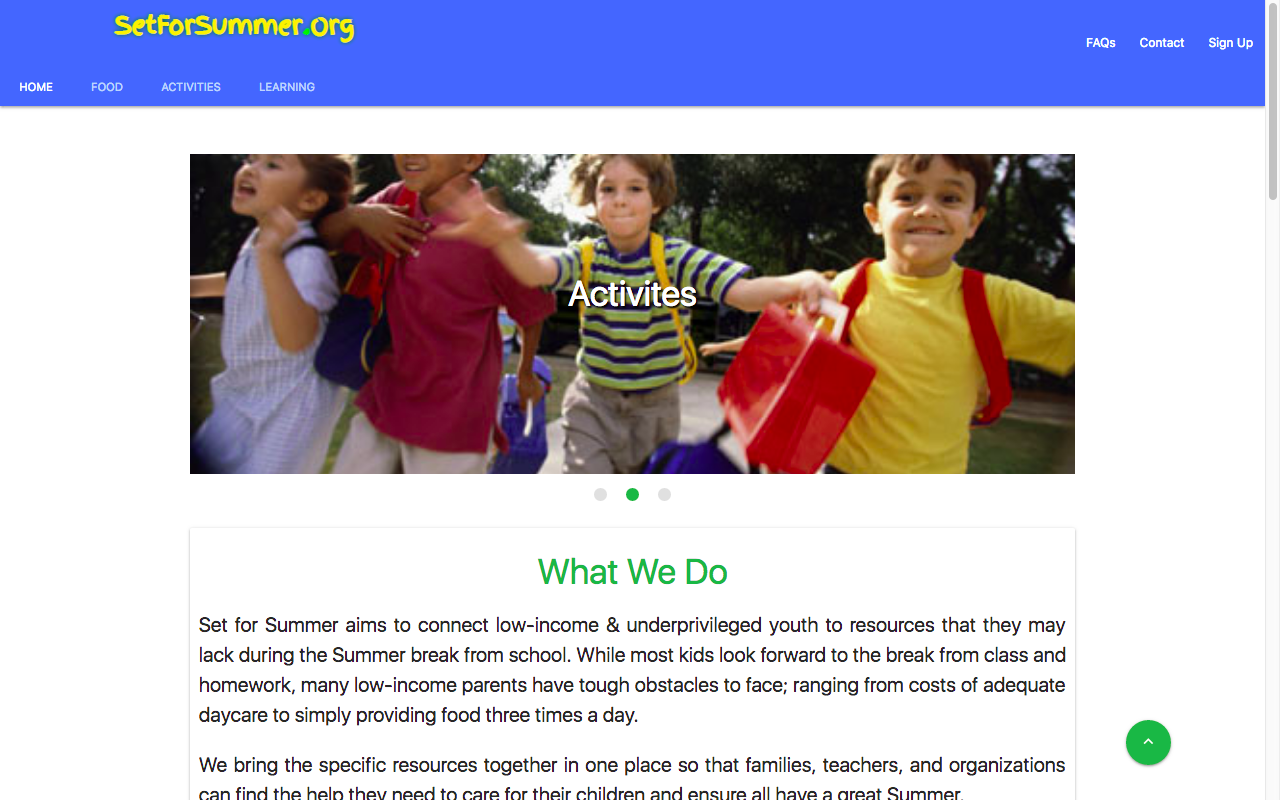 SetForSummer.Org
FAQs Contact Sign Up
HOME FOOD ACTIVITIES LEARNING
Activites
What We Do
Set for Summer aims to connect low-income & underprivileged youth to resources that they may
lack during the Summer break from school. While most kids look forward to the break from class and
homework, many low-income parents have tough obstacles to face; ranging from costs of adequate
daycare to simply providing food three times a day.
We bring the specific resources together in one place so that families, teachers, and organizations
can find the help they need to care for their children and ensure all have a great Summer.